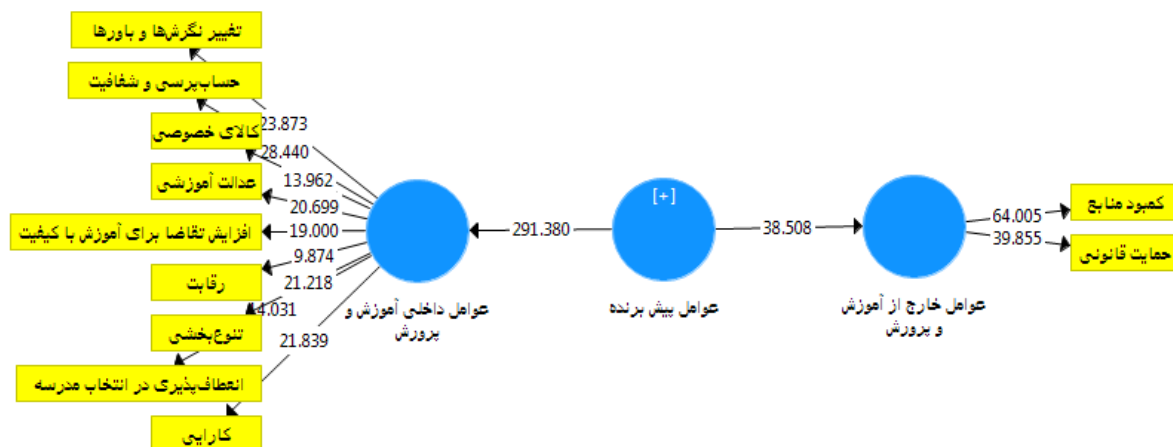 تغییر نگرش‌ها و باورها
حساب‌پرسی و شفافیت
کالای خصوصی
عدالت آموزشی
افزایش تقاضا برای آموزش با کیفیت
رقابت
تنوع‌بخشی
انعطاف‌پذیری در انتخاب مدرسه
کارایی
23.873
28.440
13.962
20.699
19.000
9.874
21.218
4.031
21.839
عوامل داخلی آموزش و
پرورش
291.380
[+]
عوامل پیش برنده
38.508
عوامل خارج از آموزش
و پرورش
64.005
39.855
کمبود منابع
حمایت قانونی